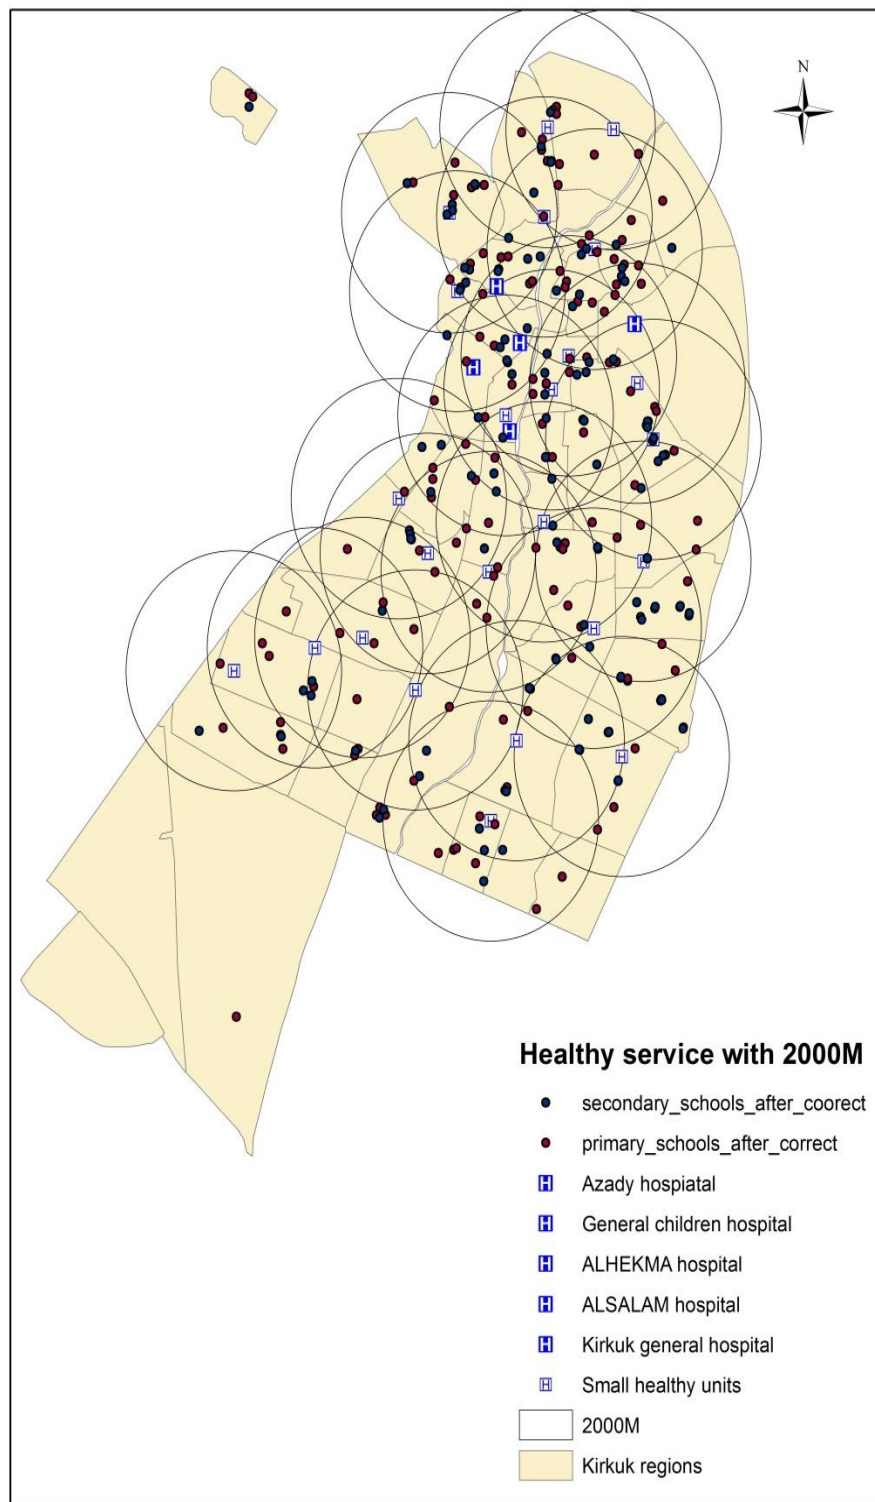 N
Healthy service with 2000M
secondary_schools_after_coorect
primary_schools_after_correct
Azady hospiatal
General children hospital
ALHEKMA hospital
ALSALAM hospital
Kirkuk general hospital
Small healthy units
2000M
Kirkuk regions